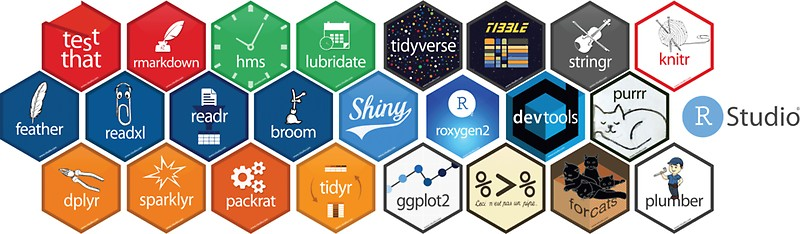 test
that
rmarkdown
hms
lubridate
tidyverse
TIBBLE
stringr
knitr
feather
readxl
readr
broom
Shiny
R
roxygen2
devtools
purrr
R Studio®
dplyr
sparklyr
packrat
tidyr
ggplot2
%>%
Ceci n'est pas un pipe.
forcats
plumber